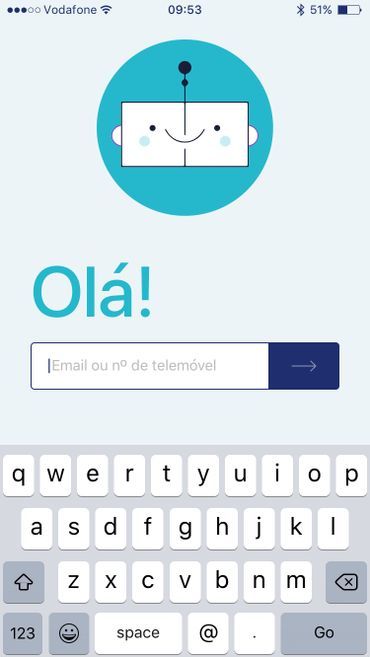 Vodafone 09:53 51%
Olá!
Email ou nº de telemóvel
q w e r t y u i o p
a s d f g h j k l
z x c v b n m
123 space @ . Go